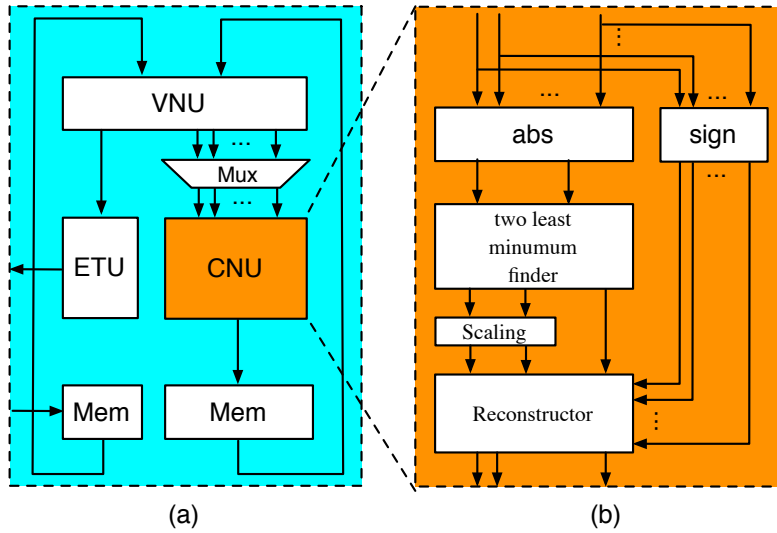 VNU
...
Mux
...
ETU
CNU
Mem
Mem
(a)
...
...
abs
sign
...
...
two least
minumum
finder
Scaling
Reconstructor
...
(b)